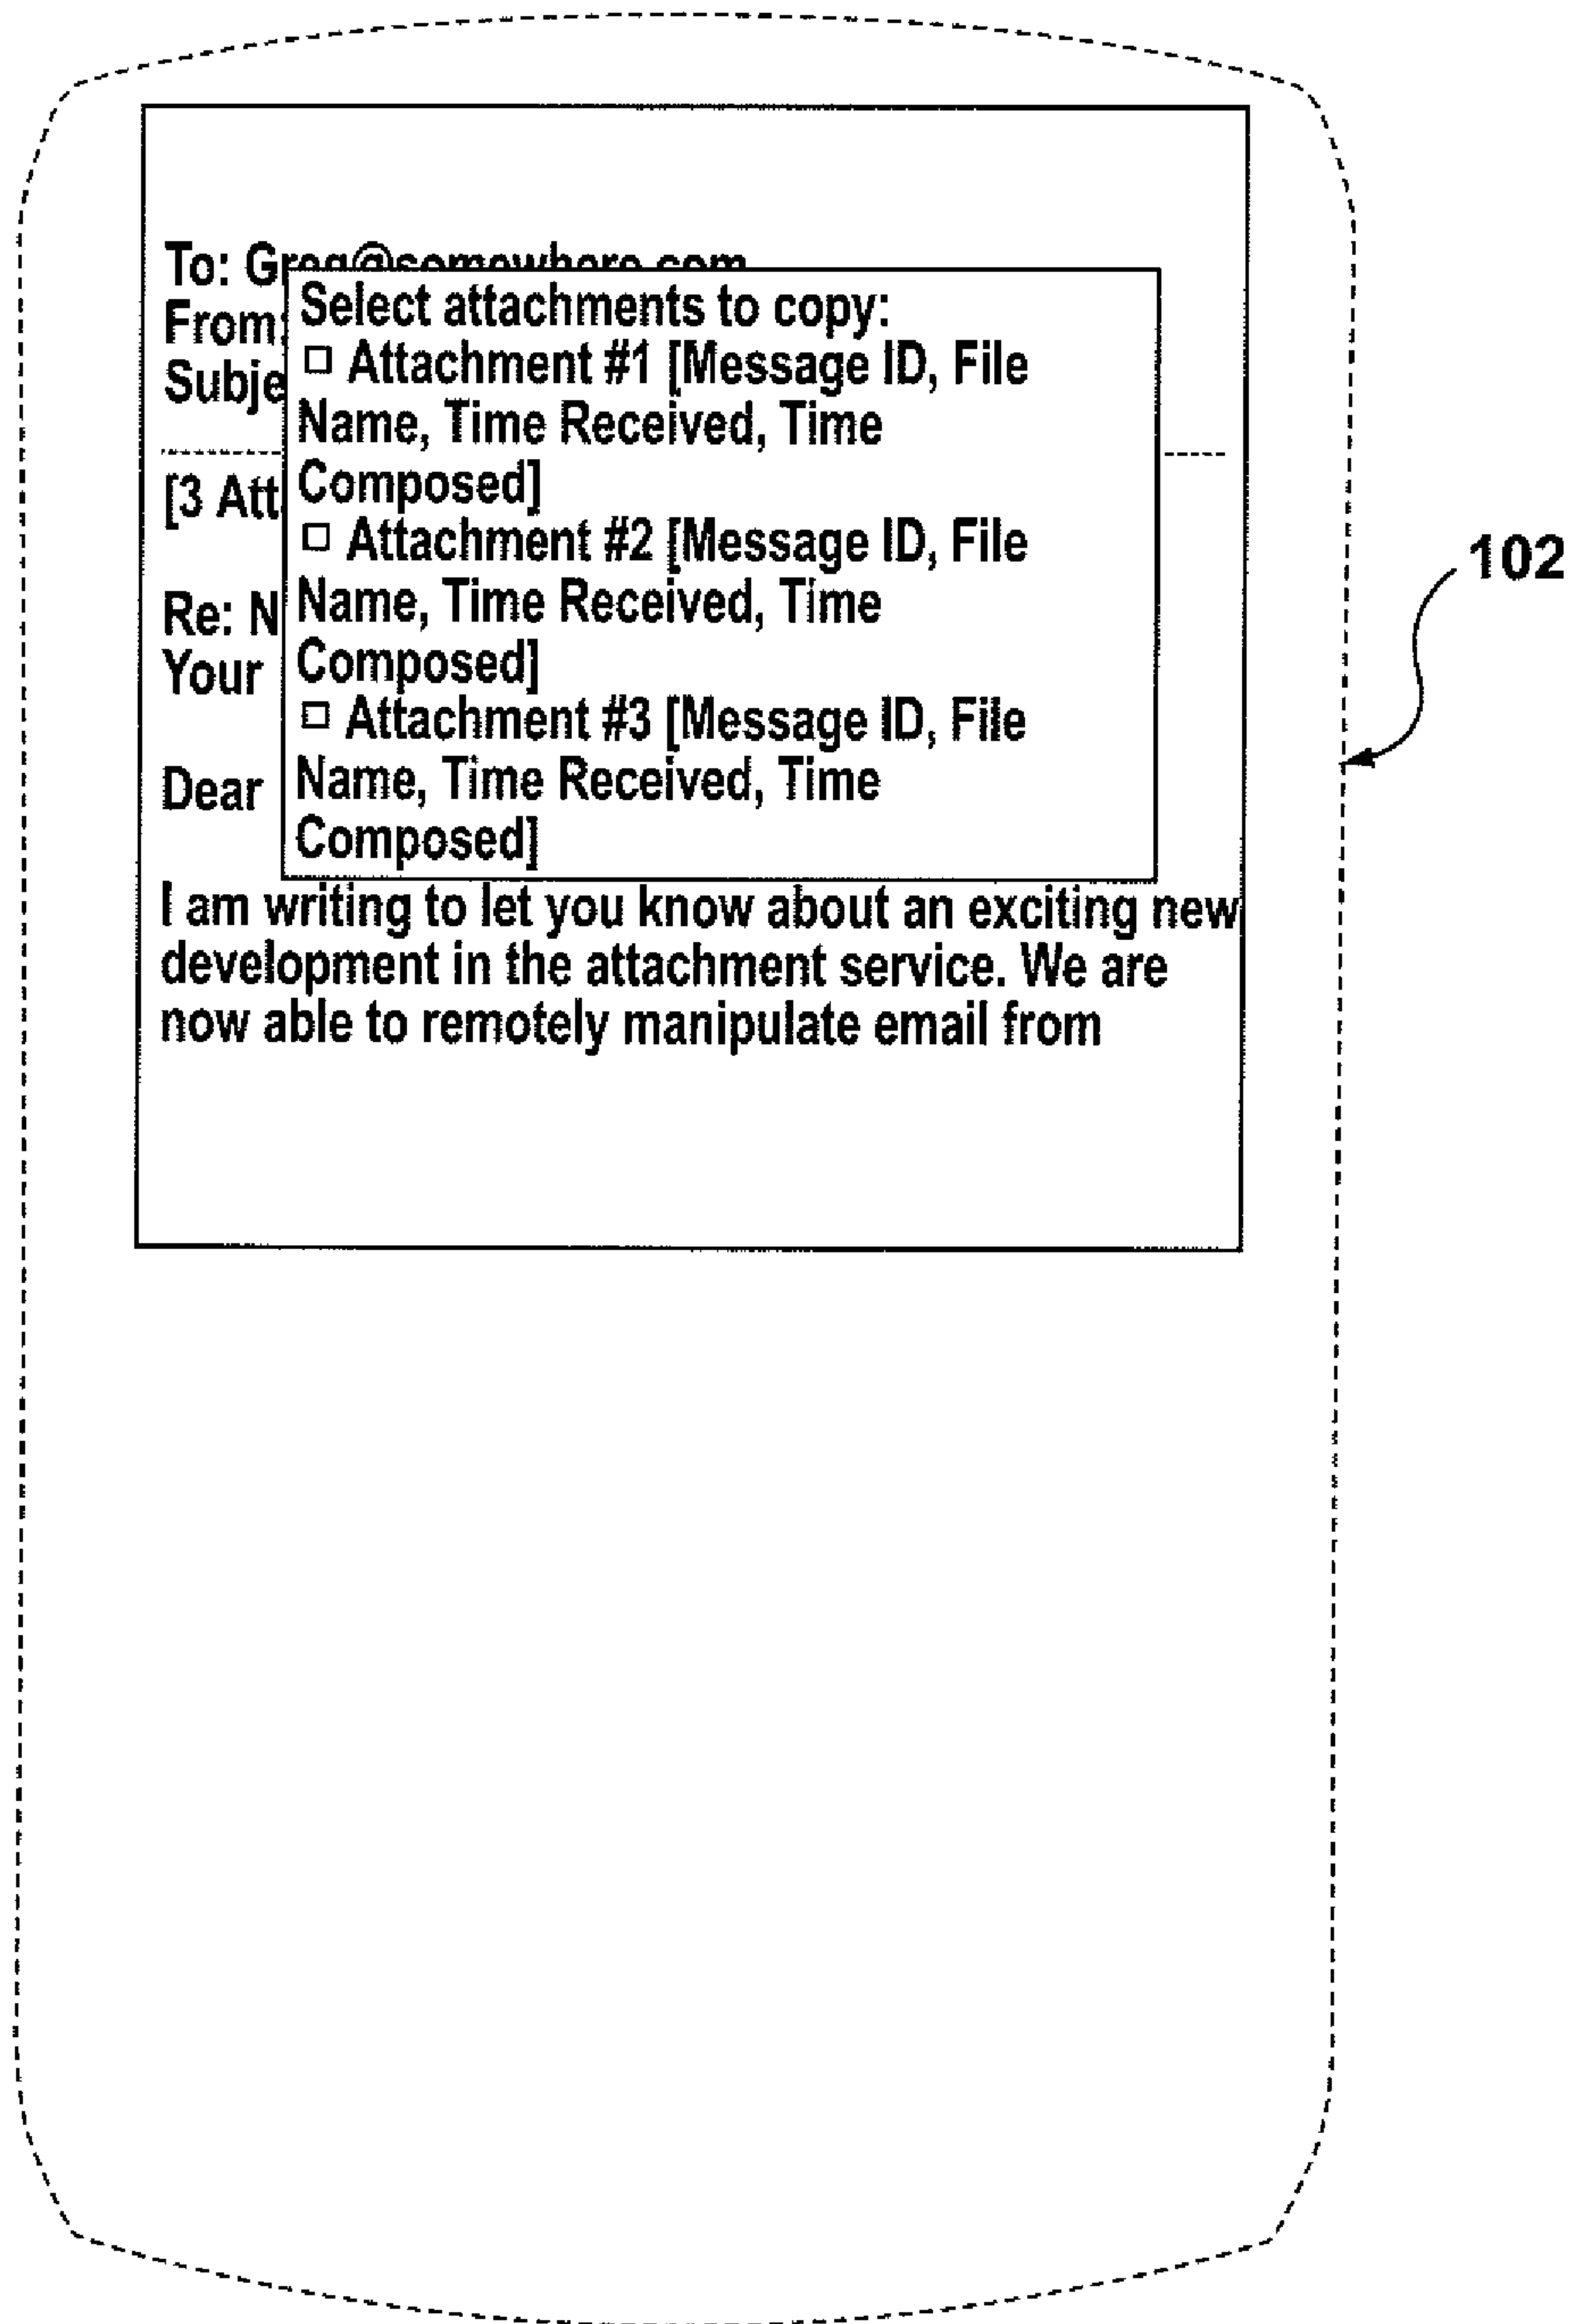 To: Greg@somewhere.com
From:
Subje
Select attachments to copy:
□ Attachment #1 [Message ID, File
Name, Time Received, Time
Composed]
□ Attachment #2 [Message ID, File
Name, Time Received, Time
Composed]
□ Attachment #3 [Message ID, File
Name, Time Received, Time
Composed]
[3 Att
Re: N
Your
Dear
I am writing to let you know about an exciting new
development in the attachment service. We are
now able to remotely manipulate email from
102